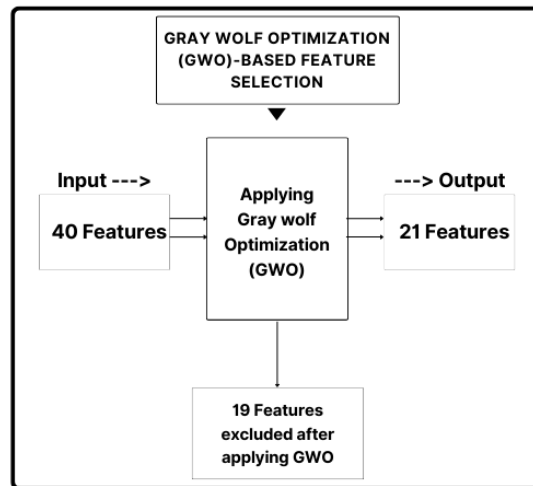 GRAY WOLF OPTIMIZATION
(GWO)-BASED FEATURE
SELECTION
Input --->
40 Features
Applying
Gray wolf
Optimization
(GWO)
---> Output
21 Features
19 Features
excluded after
applying GWO